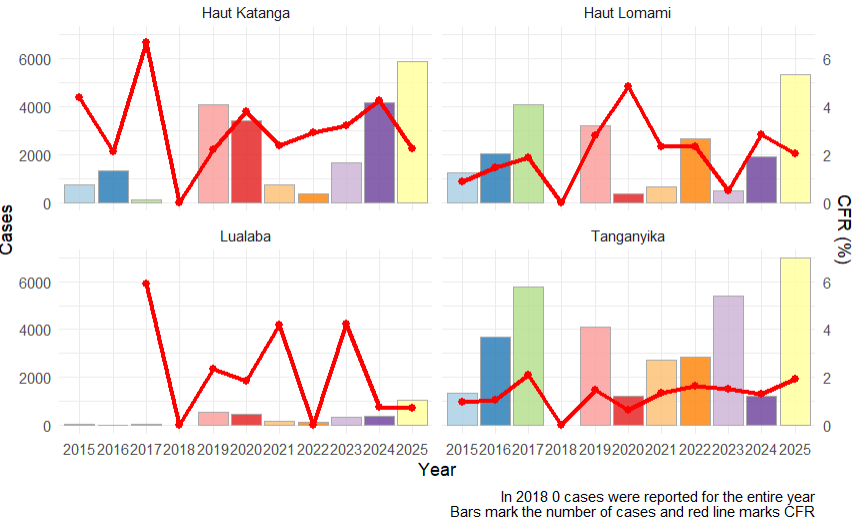 Haut Katanga Haut Lomami
6000 6
4000 4
2000 2
0 0
Cases CFR (%)
Lualaba Tanganyika
6000 6
4000 4
2000 2
0 0
2015 2016 2017 2018 2019 2020 2021 2022 2023 2024 2025 2015 2016 2017 2018 2019 2020 2021 2022 2023 2024 2025
Year
In 2018 0 cases were reported for the entire year
Bars mark the number of cases and red line marks CFR